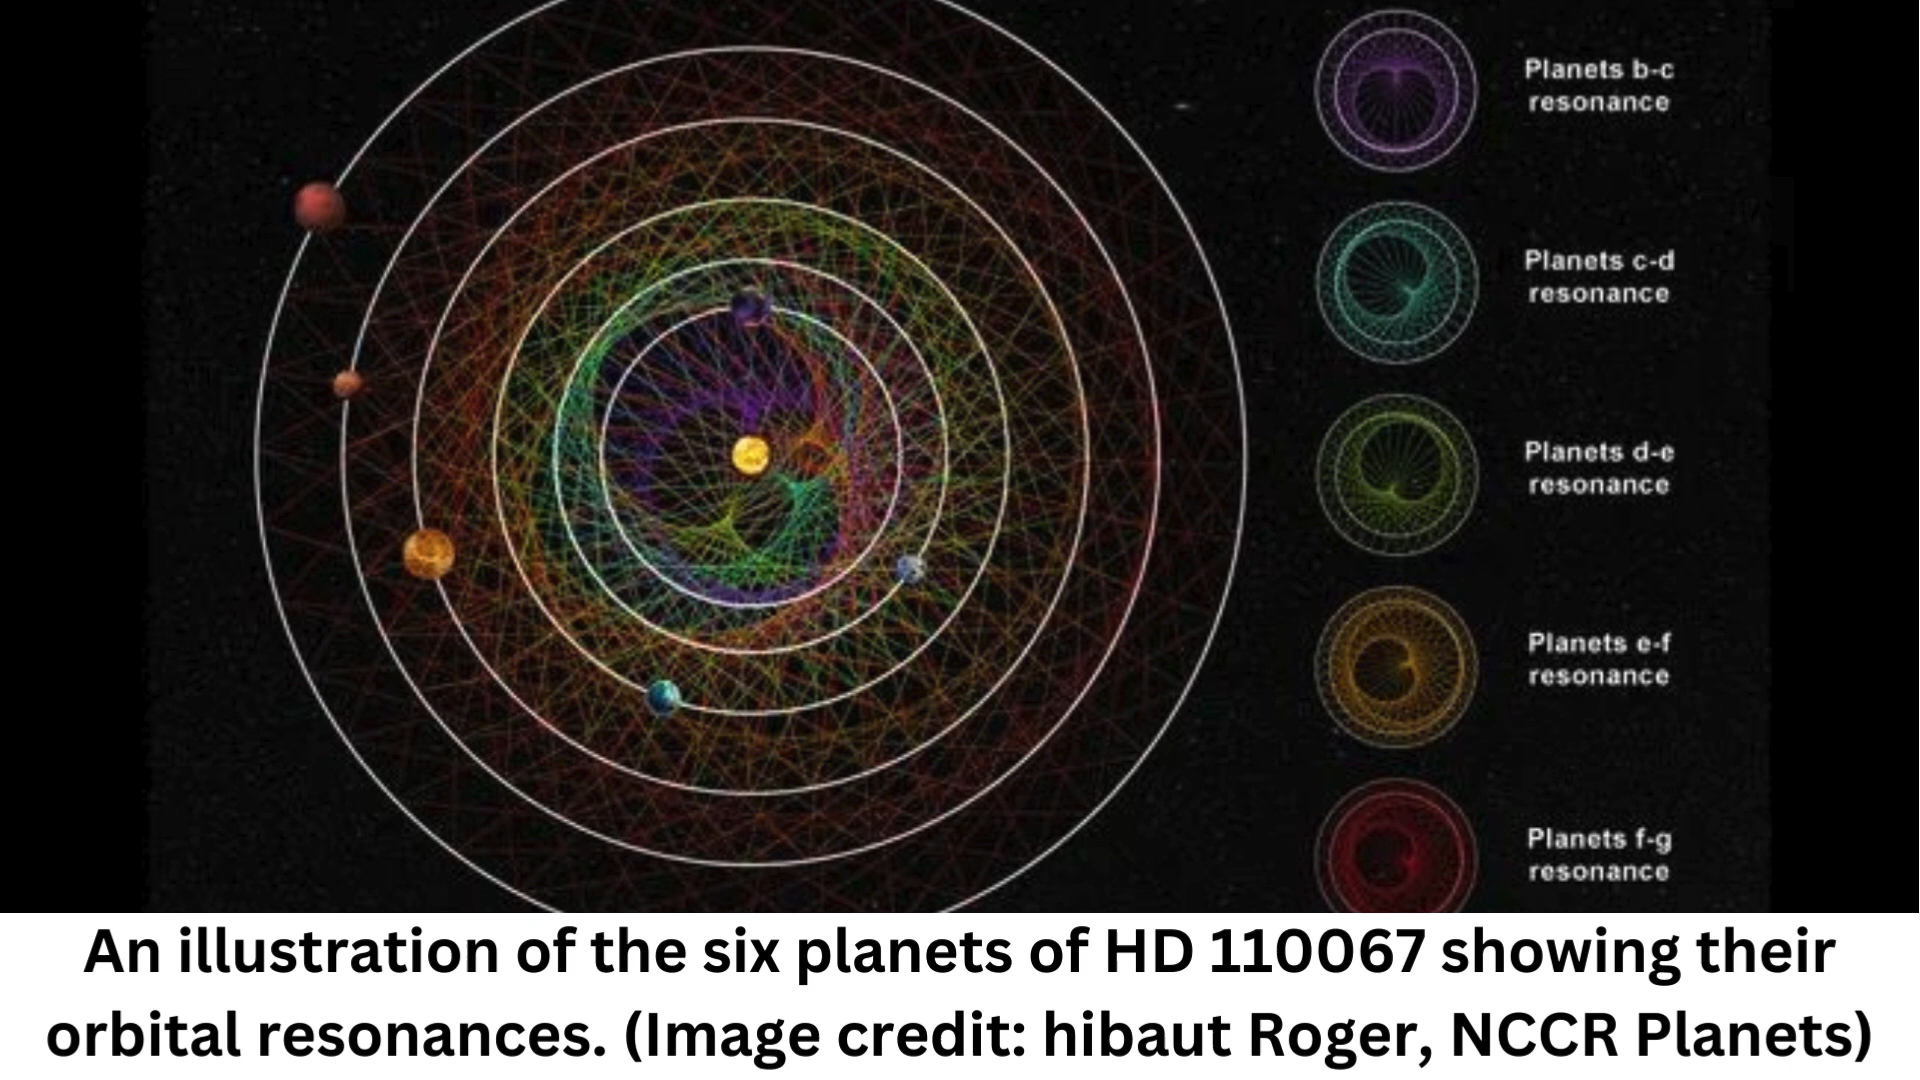 Planets b-c
resonance
Planets c-d
resonance
Planets d-e
resonance
Planets e-f
resonance
Planets f-g
resonance
An illustration of the six planets of HD 110067 showing their
orbital resonances. (Image credit: hibaut Roger, NCCR Planets)